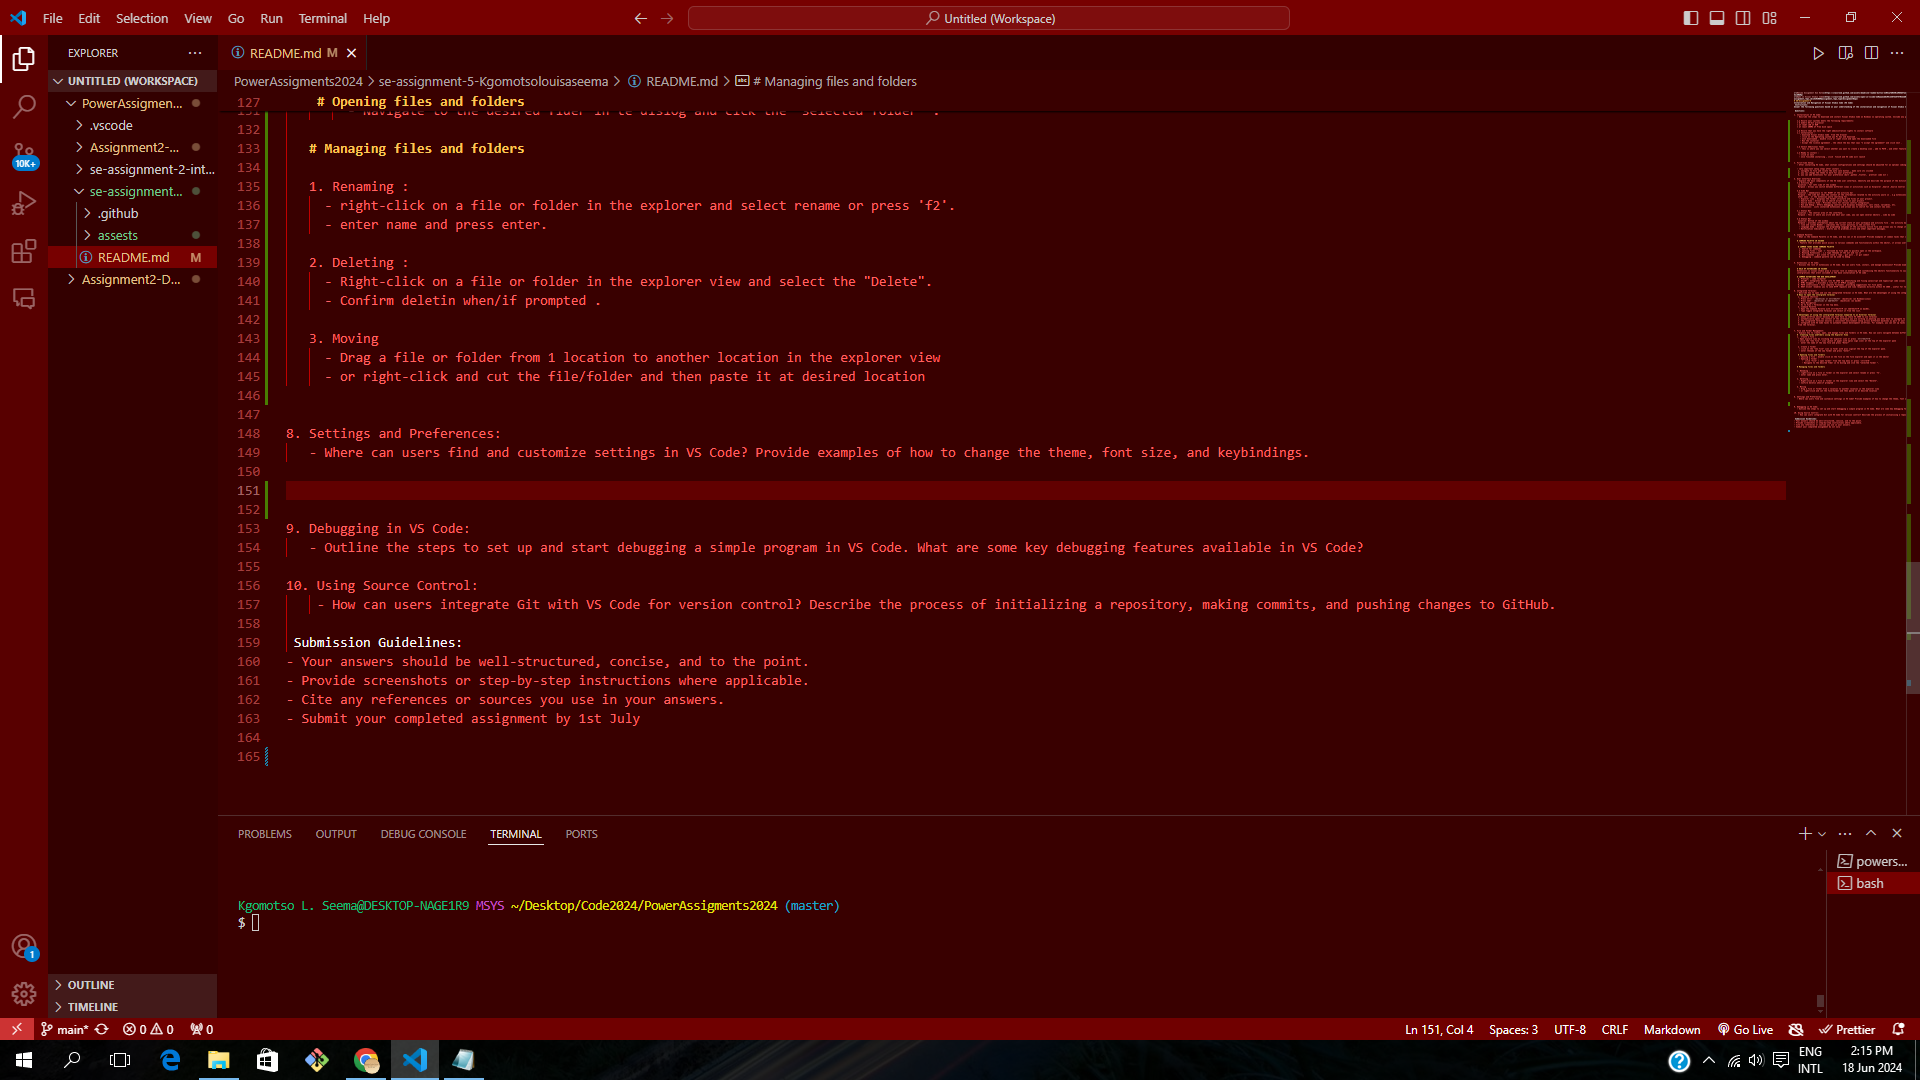 File Edit Selection View Go Run Terminal Help
Untitled (Workspace)
EXPLORER
README.md M
UNTITLED (WORKSPACE)
PowerAssigmen...
.vscode
Assignment2-...
se-assignment-2-int...
se-assignment...
.github
assests
README.md M
Assignment2-D...
OUTLINE
TIMELINE
10K+
1
PowerAssigments2024 > se-assignment-5-Kgomotsolouisaseema > README.md > # Managing files and folders
127 # Opening files and folders
132
133 # Managing files and folders
134
135 1. Renaming :
136 - right-click on a file or folder in the explorer and select rename or press 'f2'.
137 - enter name and press enter.
138
139 2. Deleting :
140 - Right-click on a file or folder in the explorer view and select the "Delete".
141 - Confirm deletin when/if prompted .
142
143 3. Moving
144 - Drag a file or folder from 1 location to another location in the explorer view
145 - or right-click and cut the file/folder and then paste it at desired location
146
147
148 8. Settings and Preferences:
149 - Where can users find and customize settings in VS Code? Provide examples of how to change the theme, font size, and keybindings.
150
151
152
153 9. Debugging in VS Code:
154 - Outline the steps to set up and start debugging a simple program in VS Code. What are some key debugging features available in VS Code?
155
156 10. Using Source Control:
157 - How can users integrate Git with VS Code for version control? Describe the process of initializing a repository, making commits, and pushing changes to GitHub.
158
159 Submission Guidelines:
160 - Your answers should be well-structured, concise, and to the point.
161 - Provide screenshots or step-by-step instructions where applicable.
162 - Cite any references or sources you use in your answers.
163 - Submit your completed assignment by 1st July
164
165
PROBLEMS OUTPUT DEBUG CONSOLE TERMINAL PORTS
powers...
bash
Kgomotso L. Seema@DESKTOP-NAGE1R9 MSYS ~/Desktop/Code2024/PowerAssigments2024 (master)
$
main* 0 0 0
Ln 151, Col 4 Spaces: 3 UTF-8 CRLF Markdown Go Live Prettier
ENG
INTL
2:15 PM
18 Jun 2024